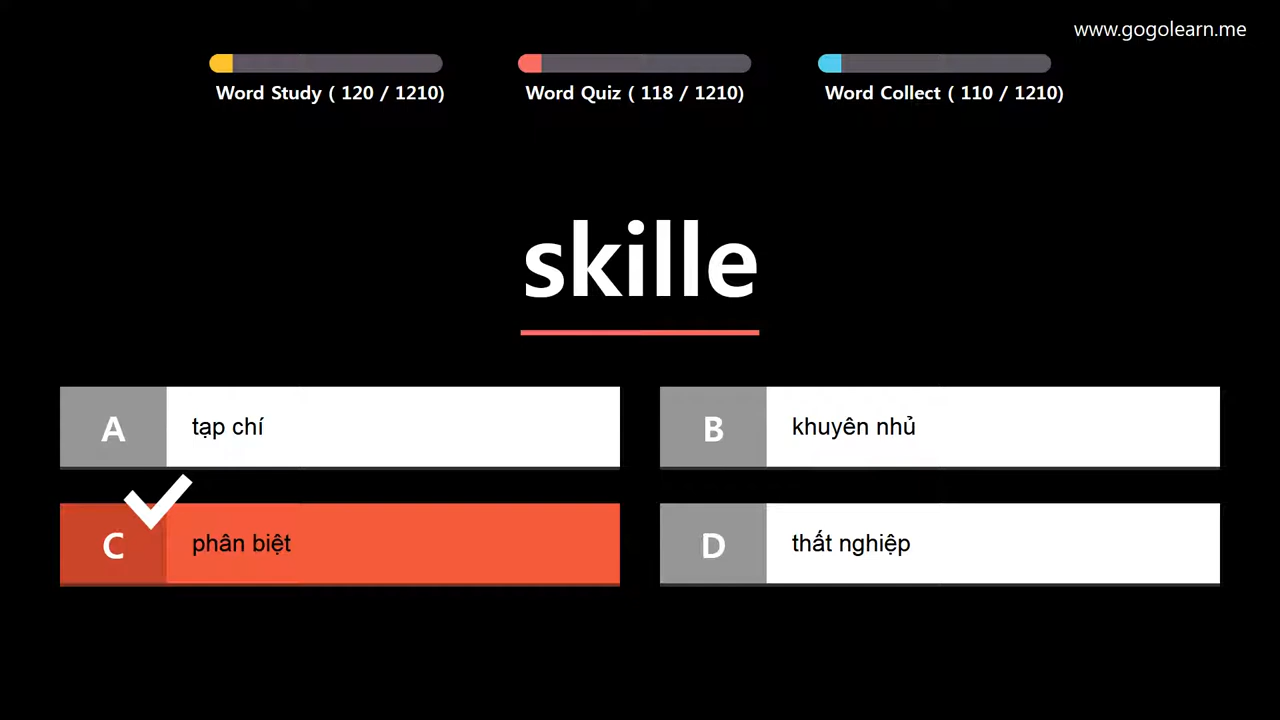 www.gogolearn.me
Word Study ( 120 / 1210)
Word Quiz ( 118 / 1210)
Word Collect ( 110 / 1210)
skille
A
tạp chí
B
khuyên nhủ
C
phân biệt
D
thất nghiệp